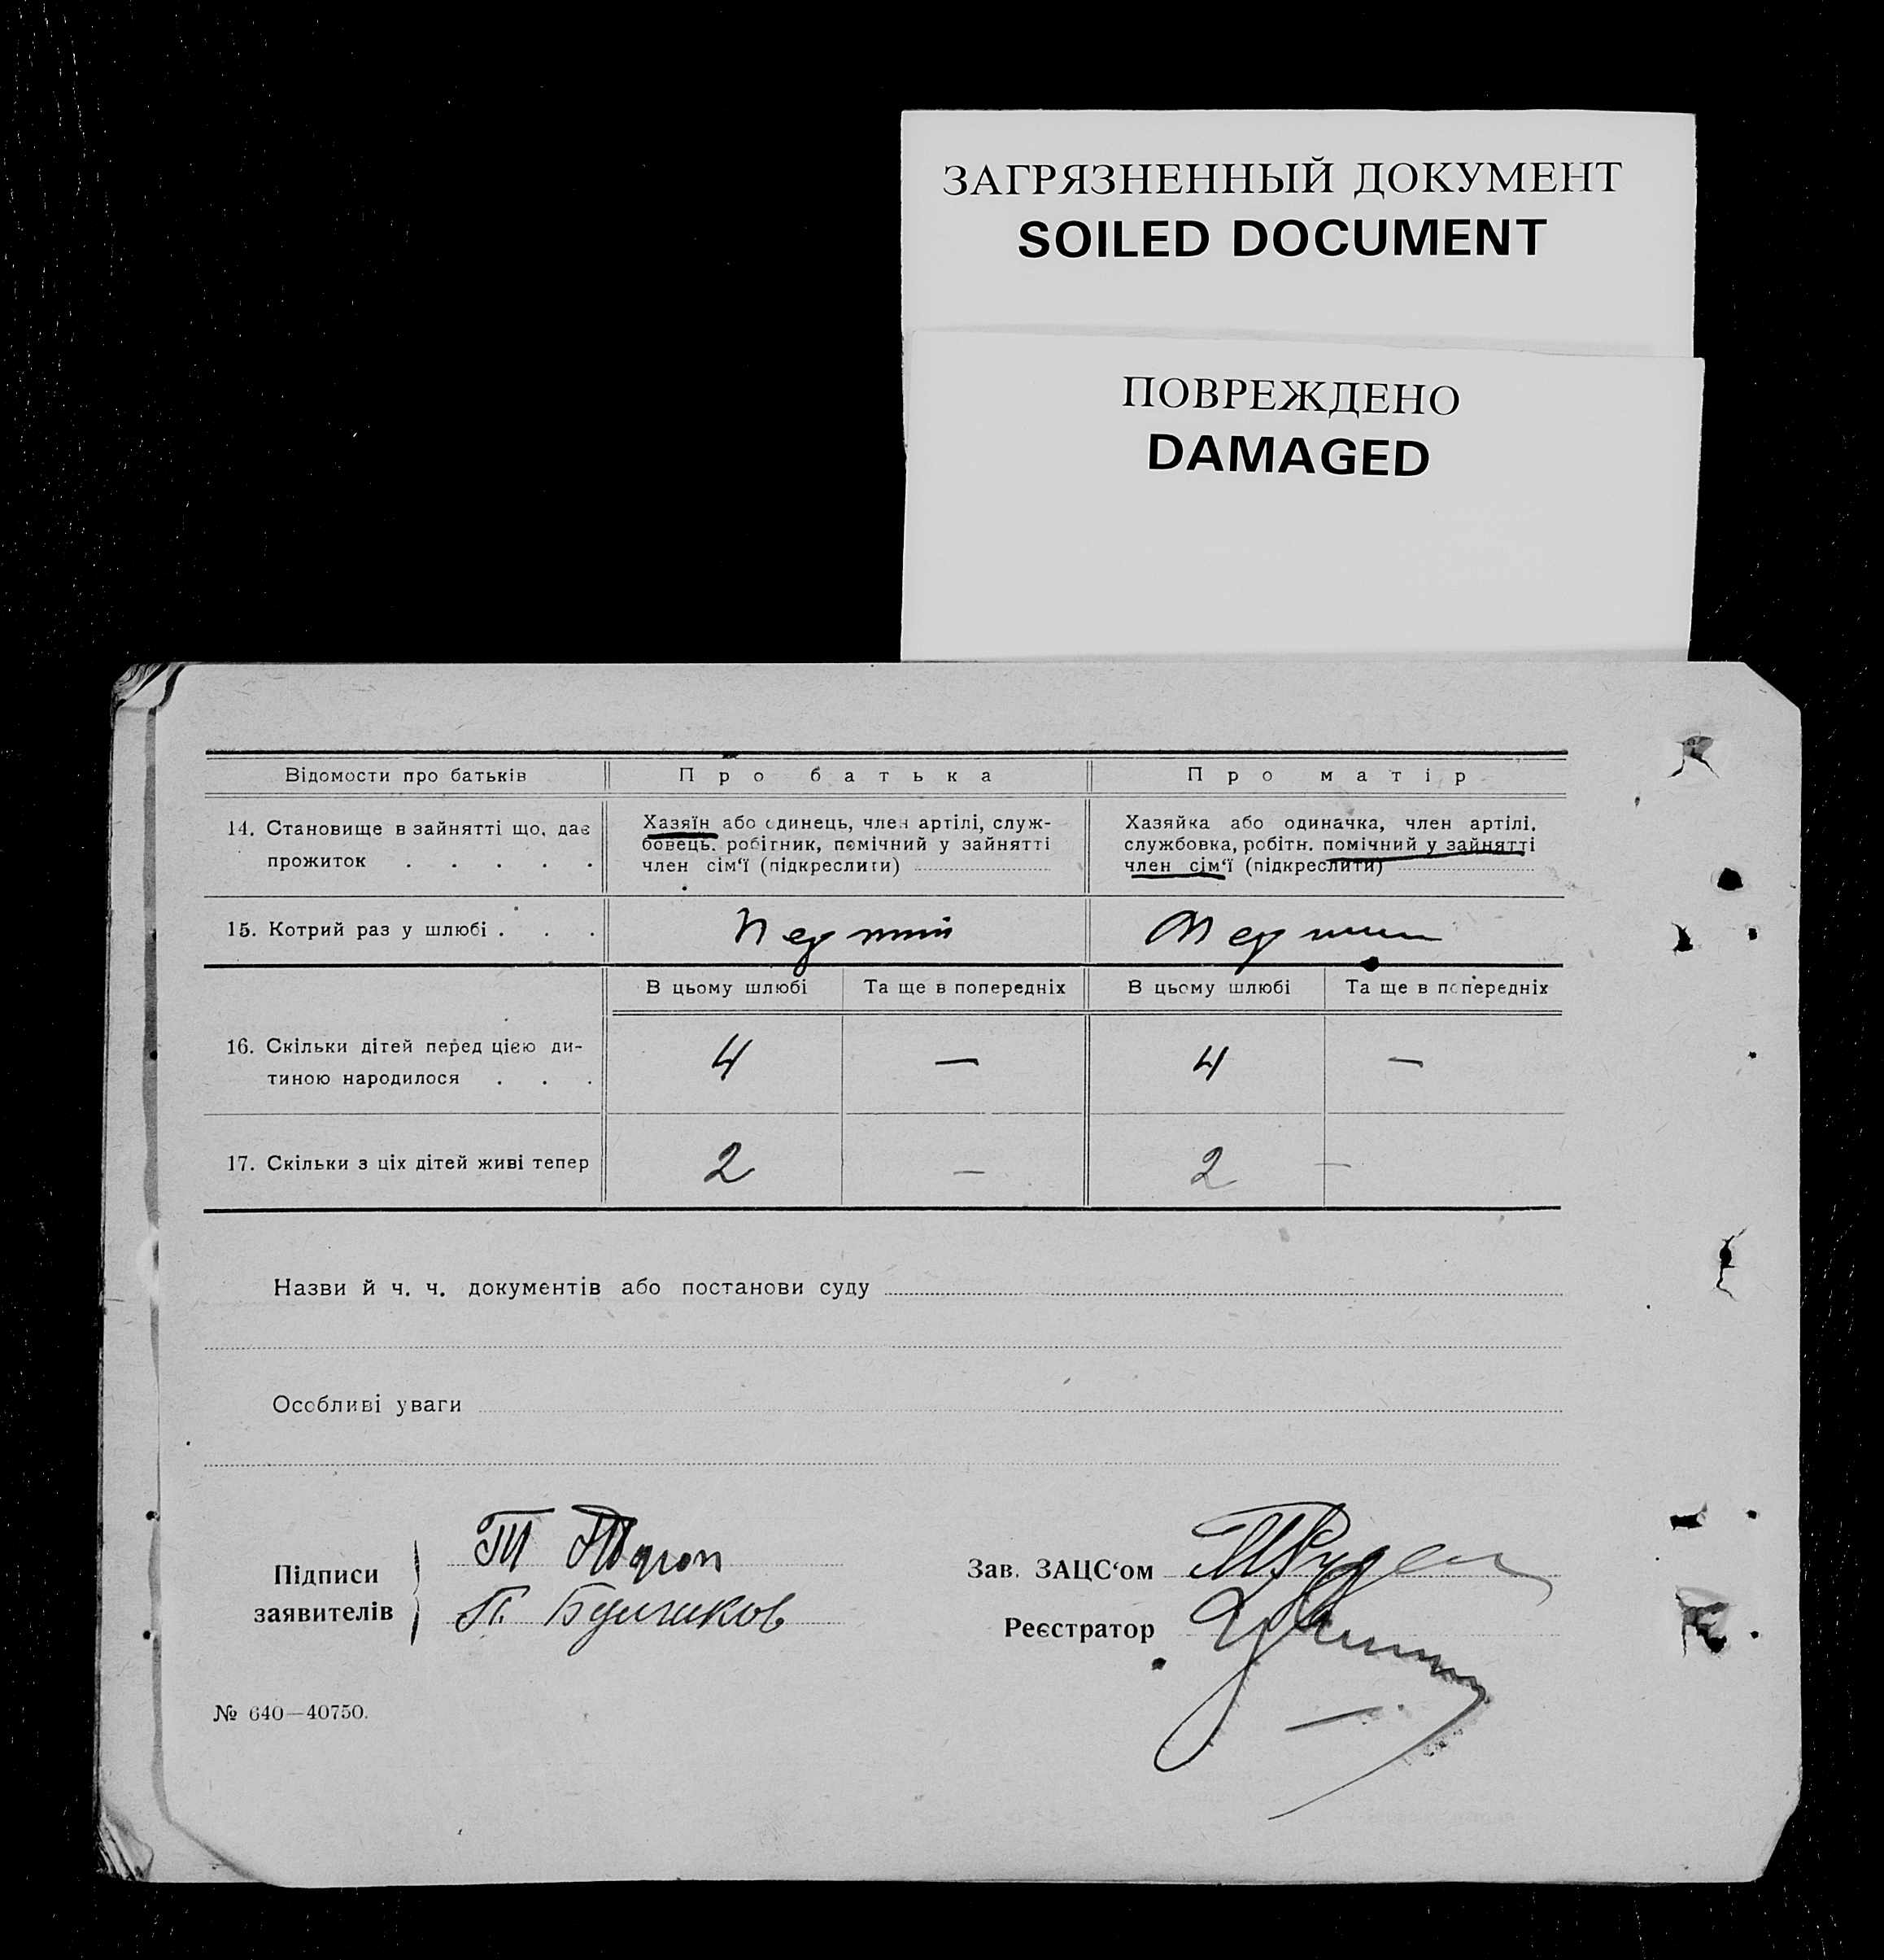 ЗАГРЯЗНЕННЫЙ ДОКУМЕНТ
SOILED DOCUMENT
ПОВРЕЖДЕНО
DAMAGED
Відомости про батьків Про батька Про матір
14. Становище в зайнятті що, дає
прожиток . . . . .
Хазяїн або одинець, член артілі, служ-
бовець. робітник, помічний у зайнятті
член сім‘ї (підкреслити)
Хазяйка або одиначка, член артілі.
службовка, робітн. помічний у зайнятті
член сім‘ї (підкреслити)
15. Котрий раз у шлюбі . . . Перший Перший
В цьому шлюбі Та ще в попередніх В цьому шлюбі Та ще в попередніх
16. Скільки дітей перед цією ди-
тиною народилося . . .
4 — 4 —
17. Скільки з ціх дітей живі тепер 2 — 2 —
Назви й ч. ч. документів або постанови суду
Особливі уваги
Підписи
заявителів
Зав. ЗАЦС‘ом
Реєстратор
№ 640—40750.